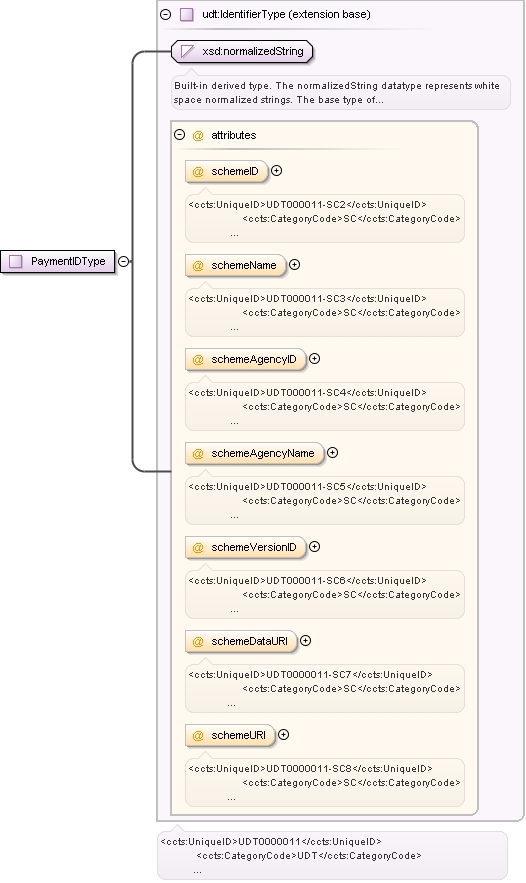 udt:IdentifierType (extension base)
xsd:normalizedString
Built-in derived type. The normalizedString datatype represents white
space normalized strings. The base type of...
@ attributes
@ schemeID
<ccts:UniqueID>UDT000011-SC2</ccts:UniqueID>
<ccts:CategoryCode>SC</ccts:CategoryCode>
...
PaymentIDType
@ schemeName
<ccts:UniqueID>UDT000011-SC3</ccts:UniqueID>
<ccts:CategoryCode>SC</ccts:CategoryCode>
...
@ schemeAgencyID
<ccts:UniqueID>UDT000011-SC4</ccts:UniqueID>
<ccts:CategoryCode>SC</ccts:CategoryCode>
...
@ schemeAgencyName
<ccts:UniqueID>UDT000011-SC5</ccts:UniqueID>
<ccts:CategoryCode>SC</ccts:CategoryCode>
...
@ schemeVersionID
<ccts:UniqueID>UDT000011-SC6</ccts:UniqueID>
<ccts:CategoryCode>SC</ccts:CategoryCode>
...
@ schemeDataURI
<ccts:UniqueID>UDT0000011-SC7</ccts:UniqueID>
<ccts:CategoryCode>SC</ccts:CategoryCode>
...
@ schemeURI
<ccts:UniqueID>UDT0000011-SC8</ccts:UniqueID>
<ccts:CategoryCode>SC</ccts:CategoryCode>
...
<ccts:UniqueID>UDT0000011</ccts:UniqueID>
<ccts:CategoryCode>UDT</ccts:CategoryCode>
...